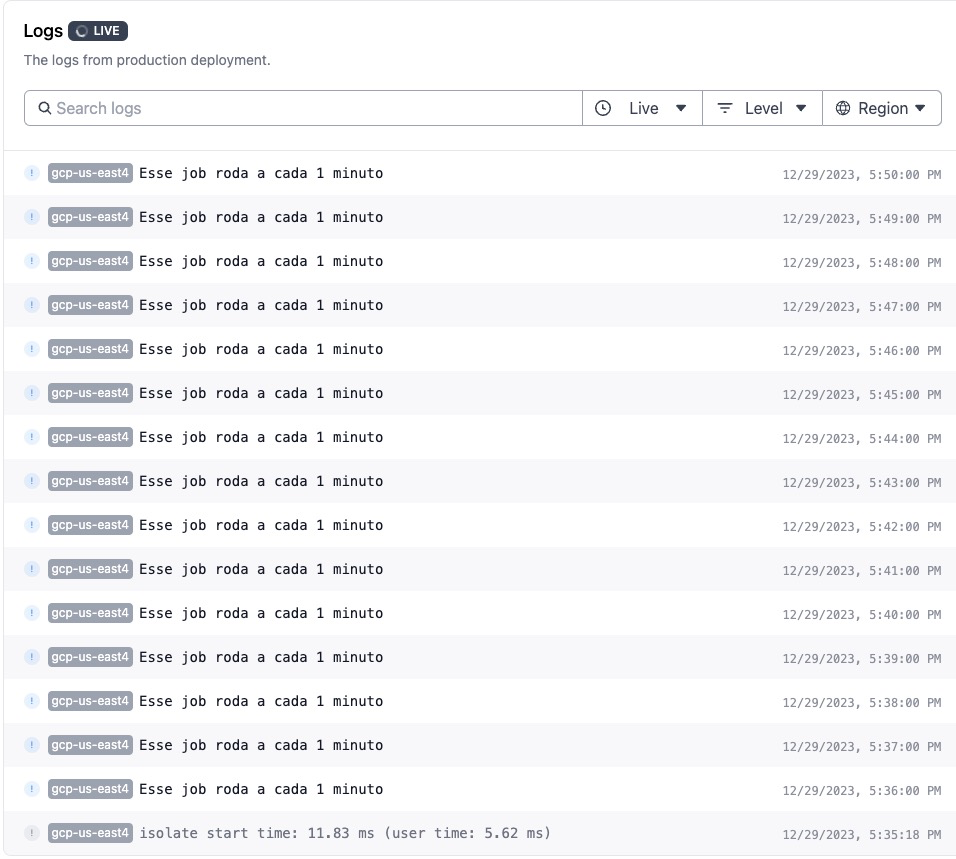 Logs LIVE
The logs from production deployment.
Search logs Live Level Region
! gcp-us-east4 Esse job roda a cada 1 minuto 12/29/2023, 5:50:00 PM
! gcp-us-east4 Esse job roda a cada 1 minuto 12/29/2023, 5:49:00 PM
! gcp-us-east4 Esse job roda a cada 1 minuto 12/29/2023, 5:48:00 PM
! gcp-us-east4 Esse job roda a cada 1 minuto 12/29/2023, 5:47:00 PM
! gcp-us-east4 Esse job roda a cada 1 minuto 12/29/2023, 5:46:00 PM
! gcp-us-east4 Esse job roda a cada 1 minuto 12/29/2023, 5:45:00 PM
! gcp-us-east4 Esse job roda a cada 1 minuto 12/29/2023, 5:44:00 PM
! gcp-us-east4 Esse job roda a cada 1 minuto 12/29/2023, 5:43:00 PM
! gcp-us-east4 Esse job roda a cada 1 minuto 12/29/2023, 5:42:00 PM
! gcp-us-east4 Esse job roda a cada 1 minuto 12/29/2023, 5:41:00 PM
! gcp-us-east4 Esse job roda a cada 1 minuto 12/29/2023, 5:40:00 PM
! gcp-us-east4 Esse job roda a cada 1 minuto 12/29/2023, 5:39:00 PM
! gcp-us-east4 Esse job roda a cada 1 minuto 12/29/2023, 5:38:00 PM
! gcp-us-east4 Esse job roda a cada 1 minuto 12/29/2023, 5:37:00 PM
! gcp-us-east4 Esse job roda a cada 1 minuto 12/29/2023, 5:36:00 PM
! gcp-us-east4 isolate start time: 11.83 ms (user time: 5.62 ms) 12/29/2023, 5:35:18 PM